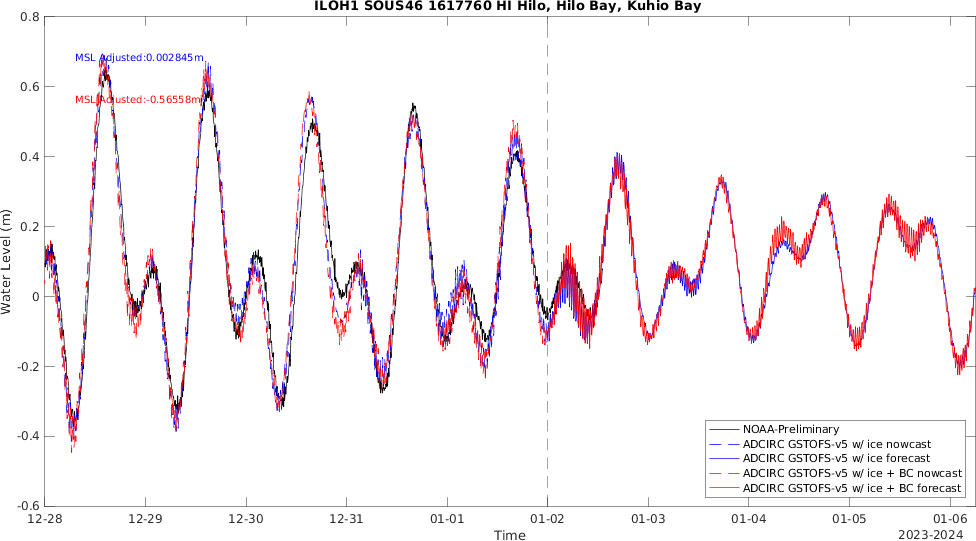 ILOH1 SOUS46 1617760 HI Hilo, Hilo Bay, Kuhio Bay
0.8
0.6
0.4
0.2
0
-0.2
-0.4
-0.6
Water Level (m)
MSL Adjusted:0.002845m
MSL Adjusted:-0.56558m
NOAA-Preliminary
ADCIRC GSTOFS-v5 w/ ice nowcast
ADCIRC GSTOFS-v5 w/ ice forecast
ADCIRC GSTOFS-v5 w/ ice + BC nowcast
ADCIRC GSTOFS-v5 w/ ice + BC forecast
12-28 12-29 12-30 12-31 01-01 01-02 01-03 01-04 01-05 01-06
Time
2023-2024